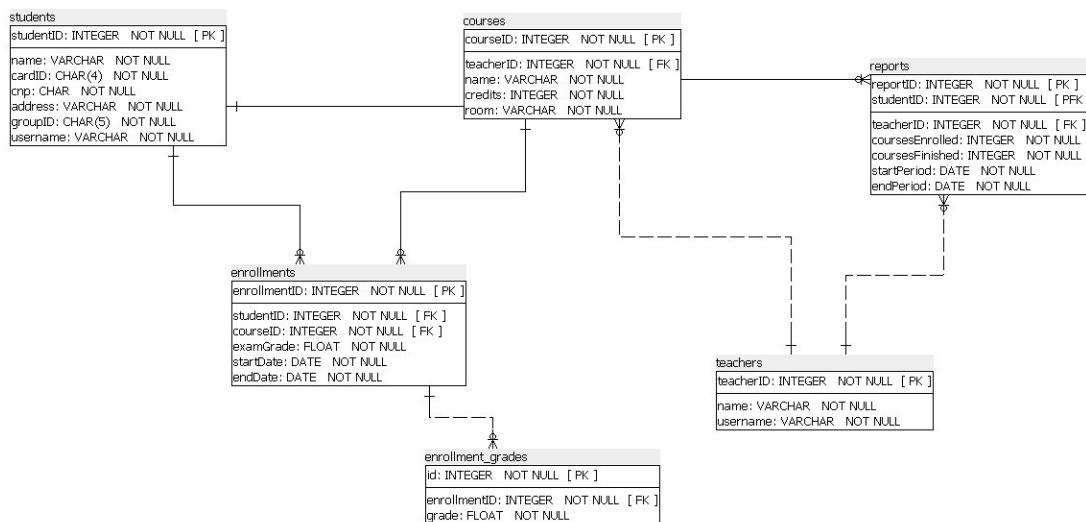 students
studentID: INTEGER NOT NULL [ PK ]
name: VARCHAR NOT NULL
cardID: CHAR(4) NOT NULL
cnp: CHAR NOT NULL
address: VARCHAR NOT NULL
groupID: CHAR(5) NOT NULL
username: VARCHAR NOT NULL
courses
courseID: INTEGER NOT NULL [ PK ]
teacherID: INTEGER NOT NULL [ FK ]
name: VARCHAR NOT NULL
credits: INTEGER NOT NULL
room: VARCHAR NOT NULL
reports
reportID: INTEGER NOT NULL [ PK ]
studentID: INTEGER NOT NULL [ PFK
teacherID: INTEGER NOT NULL [ FK ]
coursesEnrolled: INTEGER NOT NULL
coursesFinished: INTEGER NOT NULL
startPeriod: DATE NOT NULL
endPeriod: DATE NOT NULL
enrollments
enrollmentID: INTEGER NOT NULL [ PK ]
studentID: INTEGER NOT NULL [ FK ]
courseID: INTEGER NOT NULL [ FK ]
examGrade: FLOAT NOT NULL
startDate: DATE NOT NULL
endDate: DATE NOT NULL
teachers
teacherID: INTEGER NOT NULL [ PK ]
name: VARCHAR NOT NULL
username: VARCHAR NOT NULL
enrollment_grades
id: INTEGER NOT NULL [ PK ]
enrollmentID: INTEGER NOT NULL [ FK ]
grade: FLOAT NOT NULL